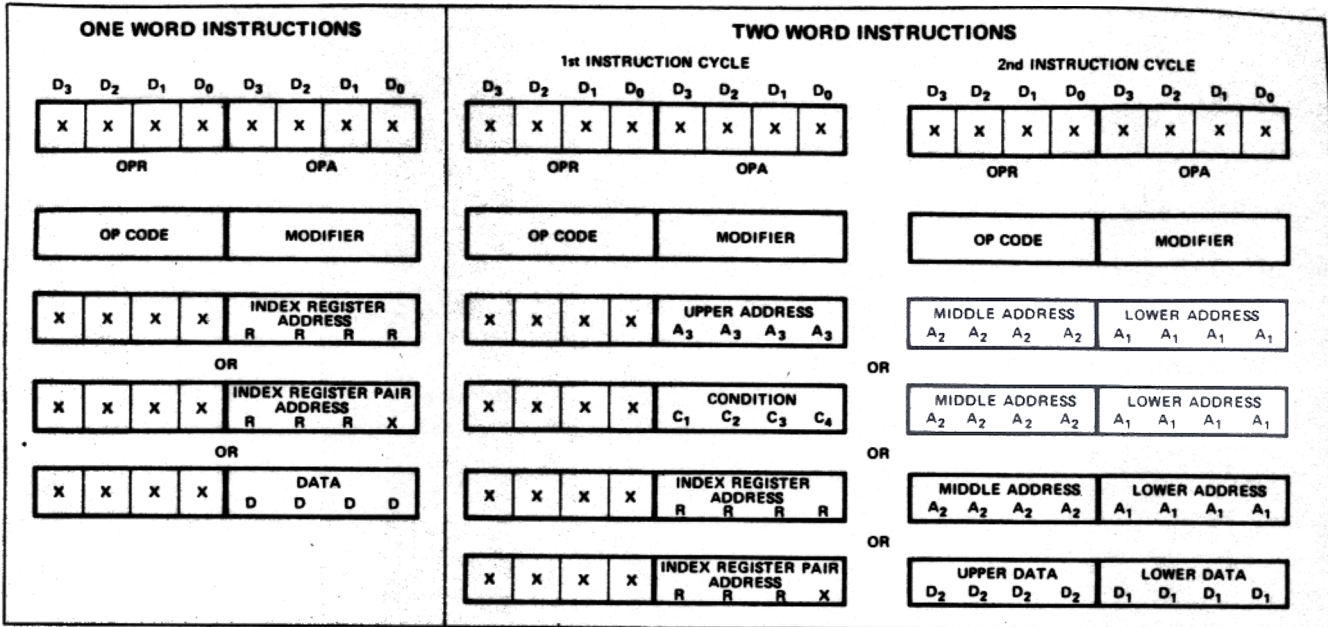 ONE WORD INSTRUCTIONS
D3 D2 D1 D0 D3 D2 D1 D0
X X X X X X X X
OPR OPA
OP CODE MODIFIER
X X X X INDEX REGISTER
ADDRESS
R R R R
OR
X X X X INDEX REGISTER PAIR
ADDRESS
R R R X
OR
X X X X DATA
D D D D
TWO WORD INSTRUCTIONS
1st INSTRUCTION CYCLE 2nd INSTRUCTION CYCLE
D3 D2 D1 D0 D3 D2 D1 D0 D3 D2 D1 D0 D3 D2 D1 D0
X X X X X X X X X X X X X X X X
OPR OPA OPR OPA
OP CODE MODIFIER OP CODE MODIFIER
X X X X UPPER ADDRESS MIDDLE ADDRESS LOWER ADDRESS
A3 A3 A3 A3 A2 A2 A2 A2 A1 A1 A1 A1
OR
X X X X CONDITION MIDDLE ADDRESS LOWER ADDRESS
C1 C2 C3 C4 A2 A2 A2 A2 A1 A1 A1 A1
OR
X X X X INDEX REGISTER MIDDLE ADDRESS LOWER ADDRESS
ADDRESS
R R R R A2 A2 A2 A2 A1 A1 A1 A1
OR
X X X X INDEX REGISTER PAIR UPPER DATA LOWER DATA
ADDRESS
R R R X D2 D2 D2 D2 D1 D1 D1 D1